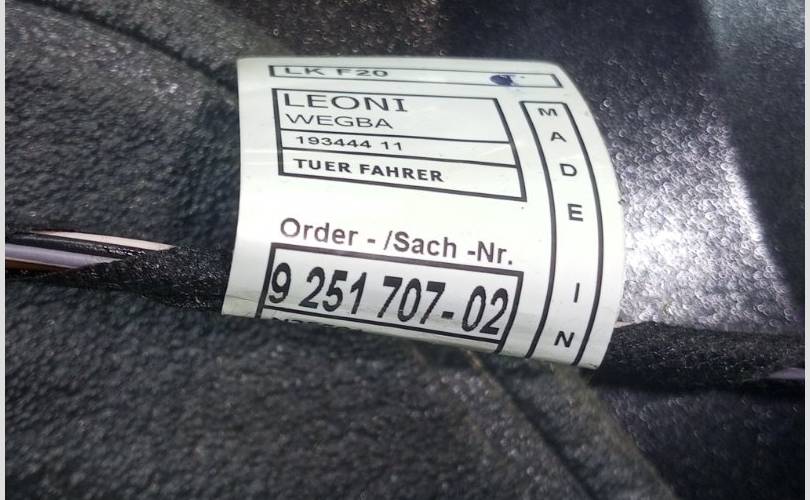 LK F20
LEONI
WEGBA
193444 11
TUER FAHRER
Order - /Sach -Nr.
9 251 707-02
MADE IN